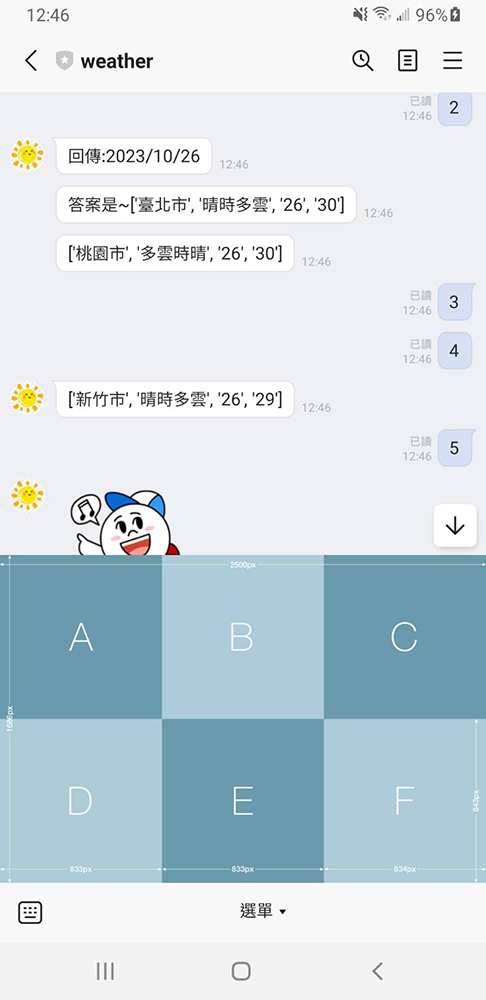 12:46
96%
weather
已讀
12:46
2
回傳:2023/10/26
12:46
答案是~['臺北市', '晴時多雲', '26', '30']
12:46
['桃園市', '多雲時晴', '26', '30']
12:46
已讀
12:46
3
已讀
12:46
4
['新竹市', '晴時多雲', '26', '29']
12:46
已讀
12:46
5
2500px
A
B
C
1686px
D
E
F
843px
833px
833px
834px
選單